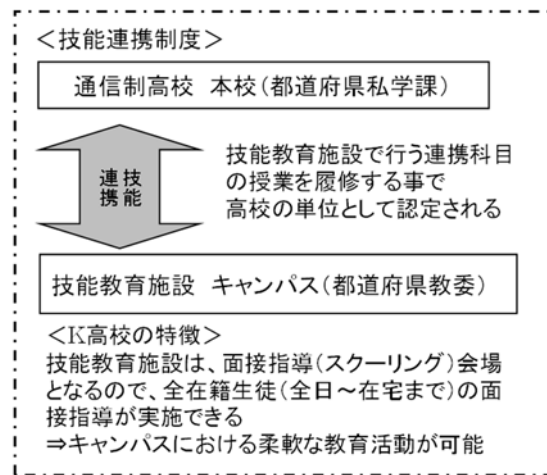 ＜技能連携制度＞
通信制高校 本校(都道府県私学課)
技能
連携
技能教育施設で行う連携科目
の授業を履修する事で
高校の単位として認定される
技能教育施設 キャンパス(都道府県教委)
＜K高校の特徴＞
技能教育施設は、面接指導(スクーリング)会場
となるので、全在籍生徒(全日～在宅まで)の面
接指導が実施できる
⇒キャンパスにおける柔軟な教育活動が可能